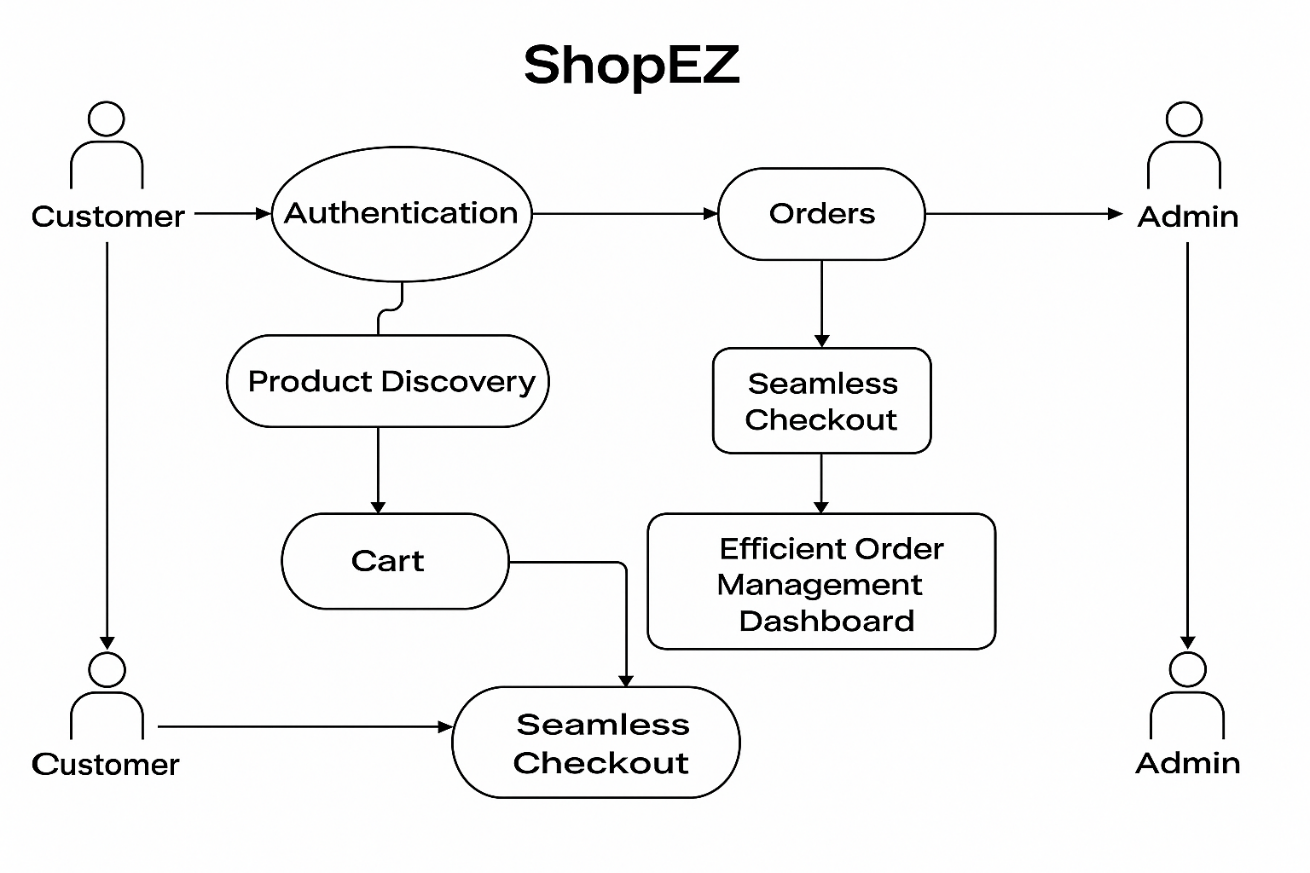 ShopEZ
Customer
Authentication
Orders
Admin
Product Discovery
Seamless
Checkout
Cart
Efficient Order
Management
Dashboard
Customer
Seamless
Checkout
Admin